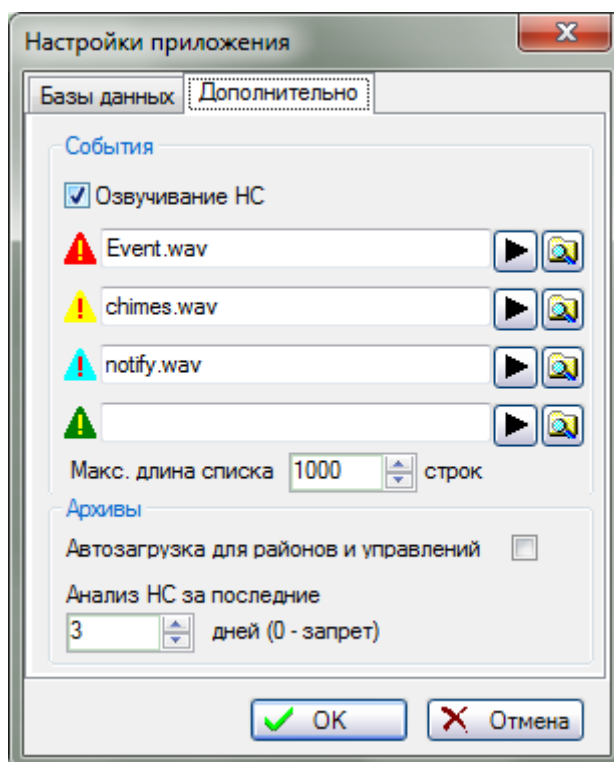 Настройки приложения
Базы данных Дополнительно
События
Озвучивание НС
Event.wav
chimes.wav
notify.wav
Макс. длина списка 1000 строк
Архивы
Автозагрузка для районов и управлений
Анализ НС за последние
3 дней (0 - запрет)
OK Отмена